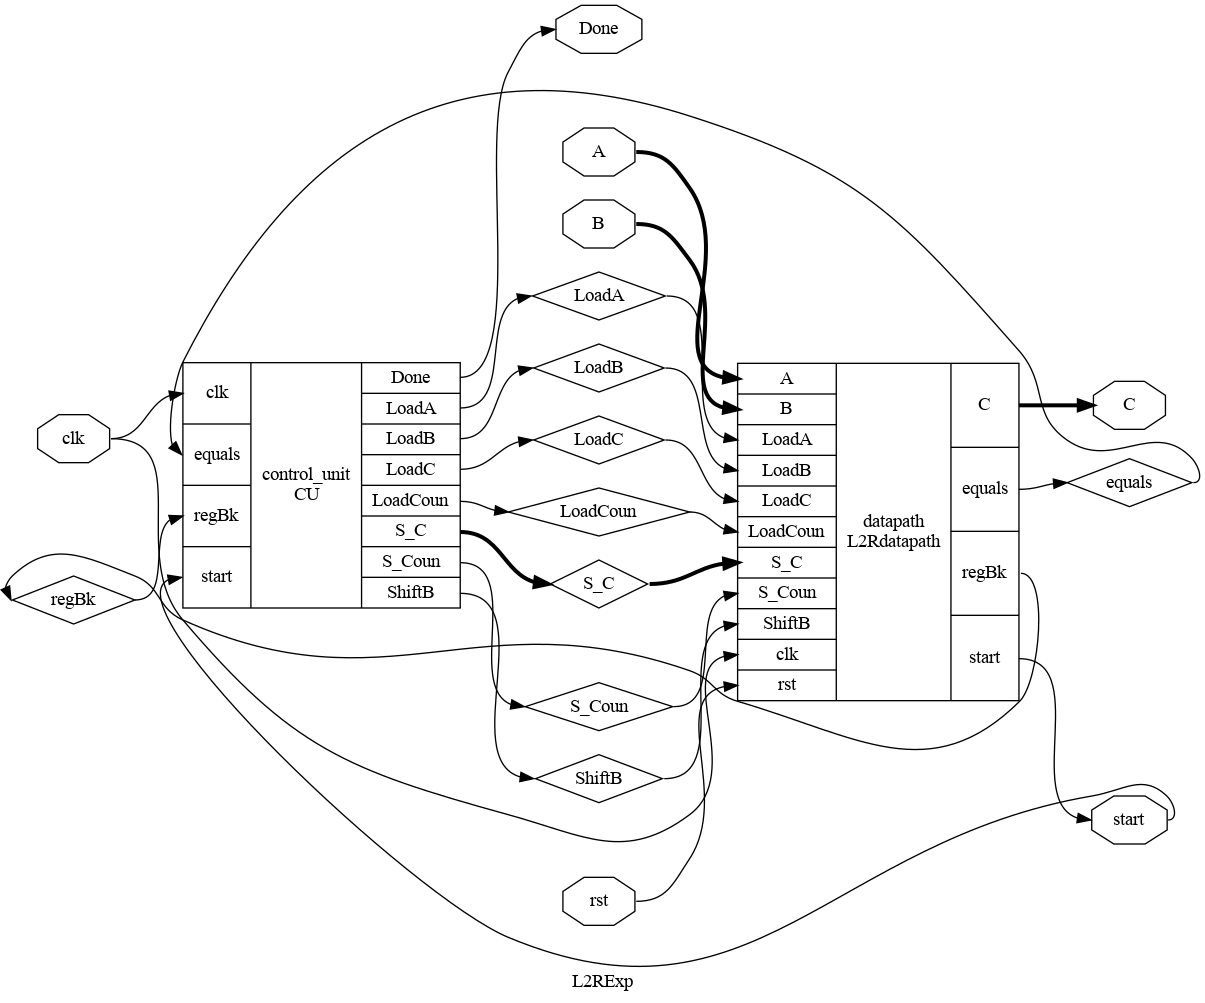 Done
A
B
LoadA
LoadB
LoadC
LoadCoun
S_C
S_Coun
ShiftB
rst
clk
regBk
clk
equals
regBk
start
control_unit
CU
Done
LoadA
LoadB
LoadC
LoadCoun
S_C
S_Coun
ShiftB
A
B
LoadA
LoadB
LoadC
LoadCoun
S_C
S_Coun
ShiftB
clk
rst
datapath
L2Rdatapath
C
equals
regBk
start
C
equals
start
L2RExp